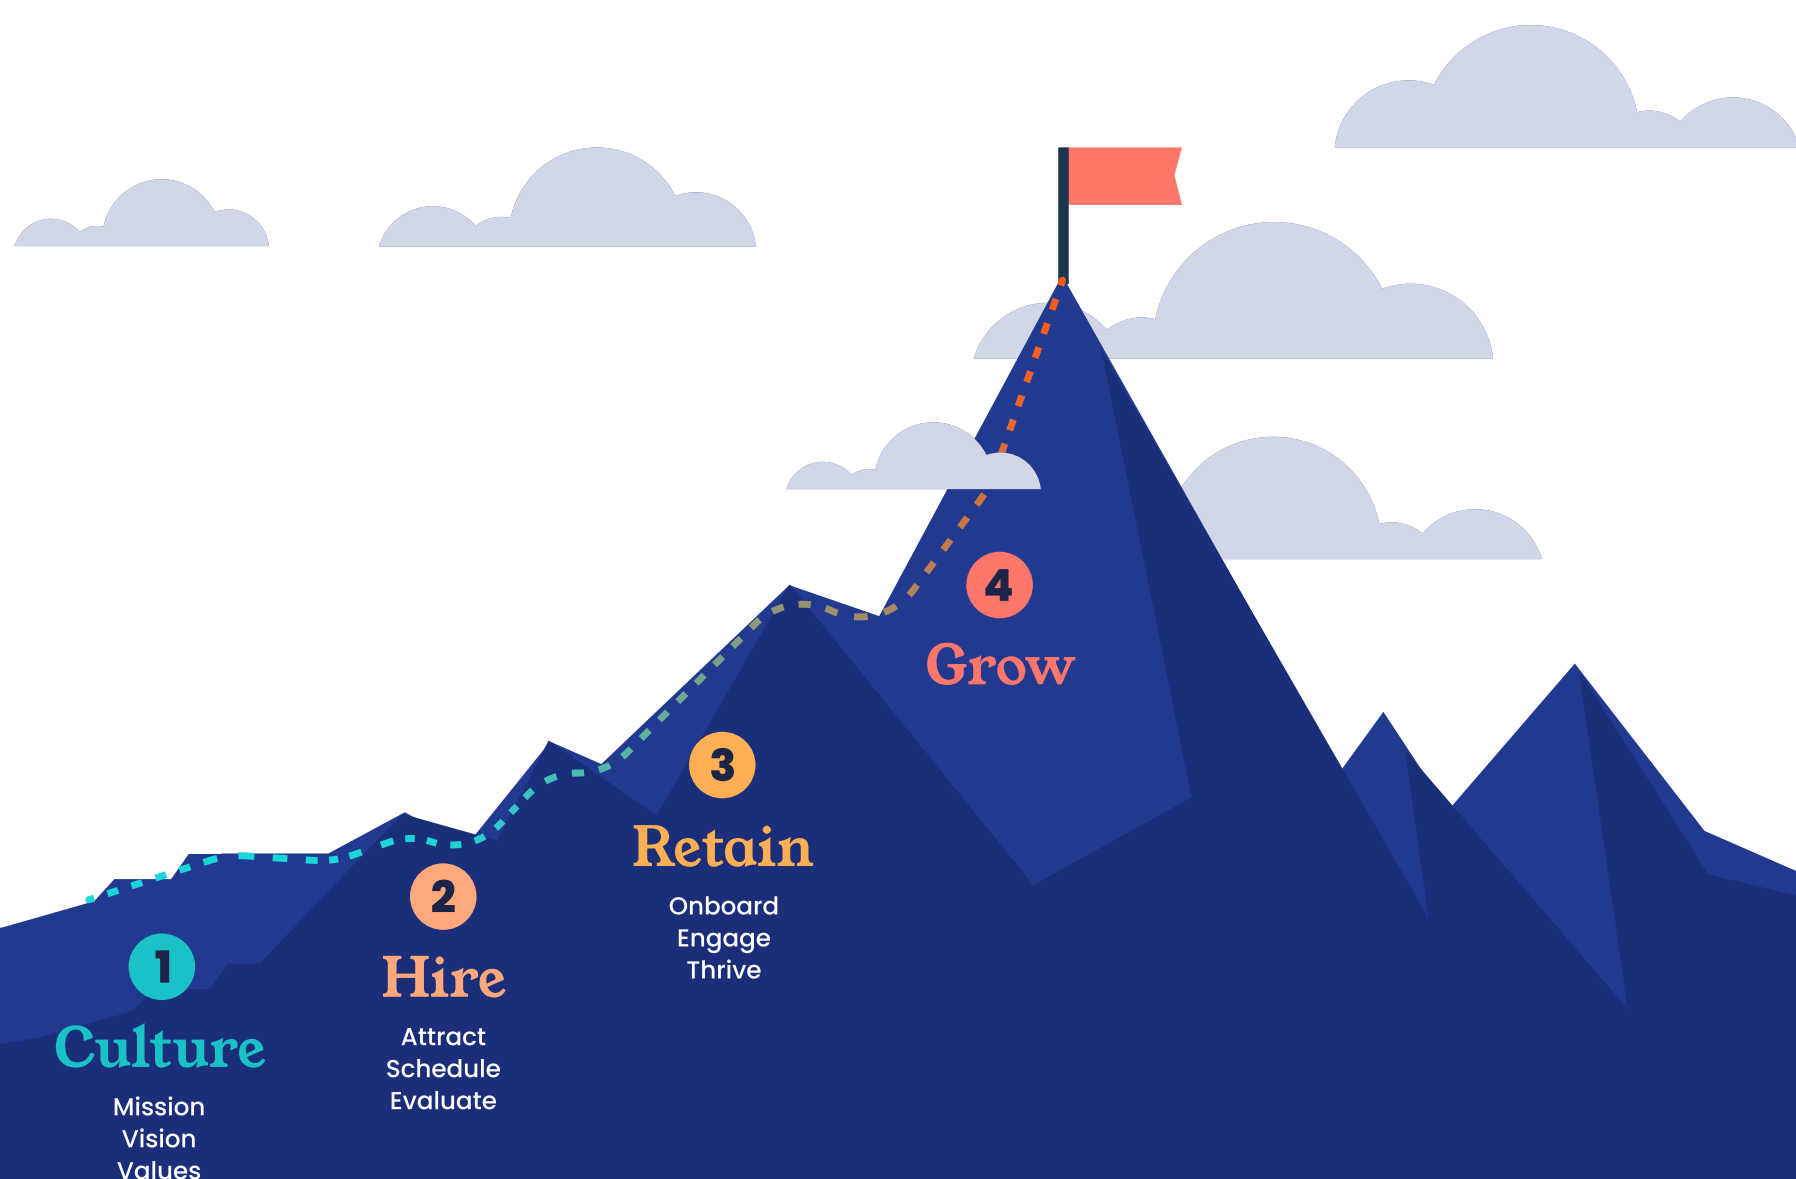 1
Culture
Mission
Vision
Values
2
Hire
Attract
Schedule
Evaluate
3
Retain
Onboard
Engage
Thrive
4
Grow